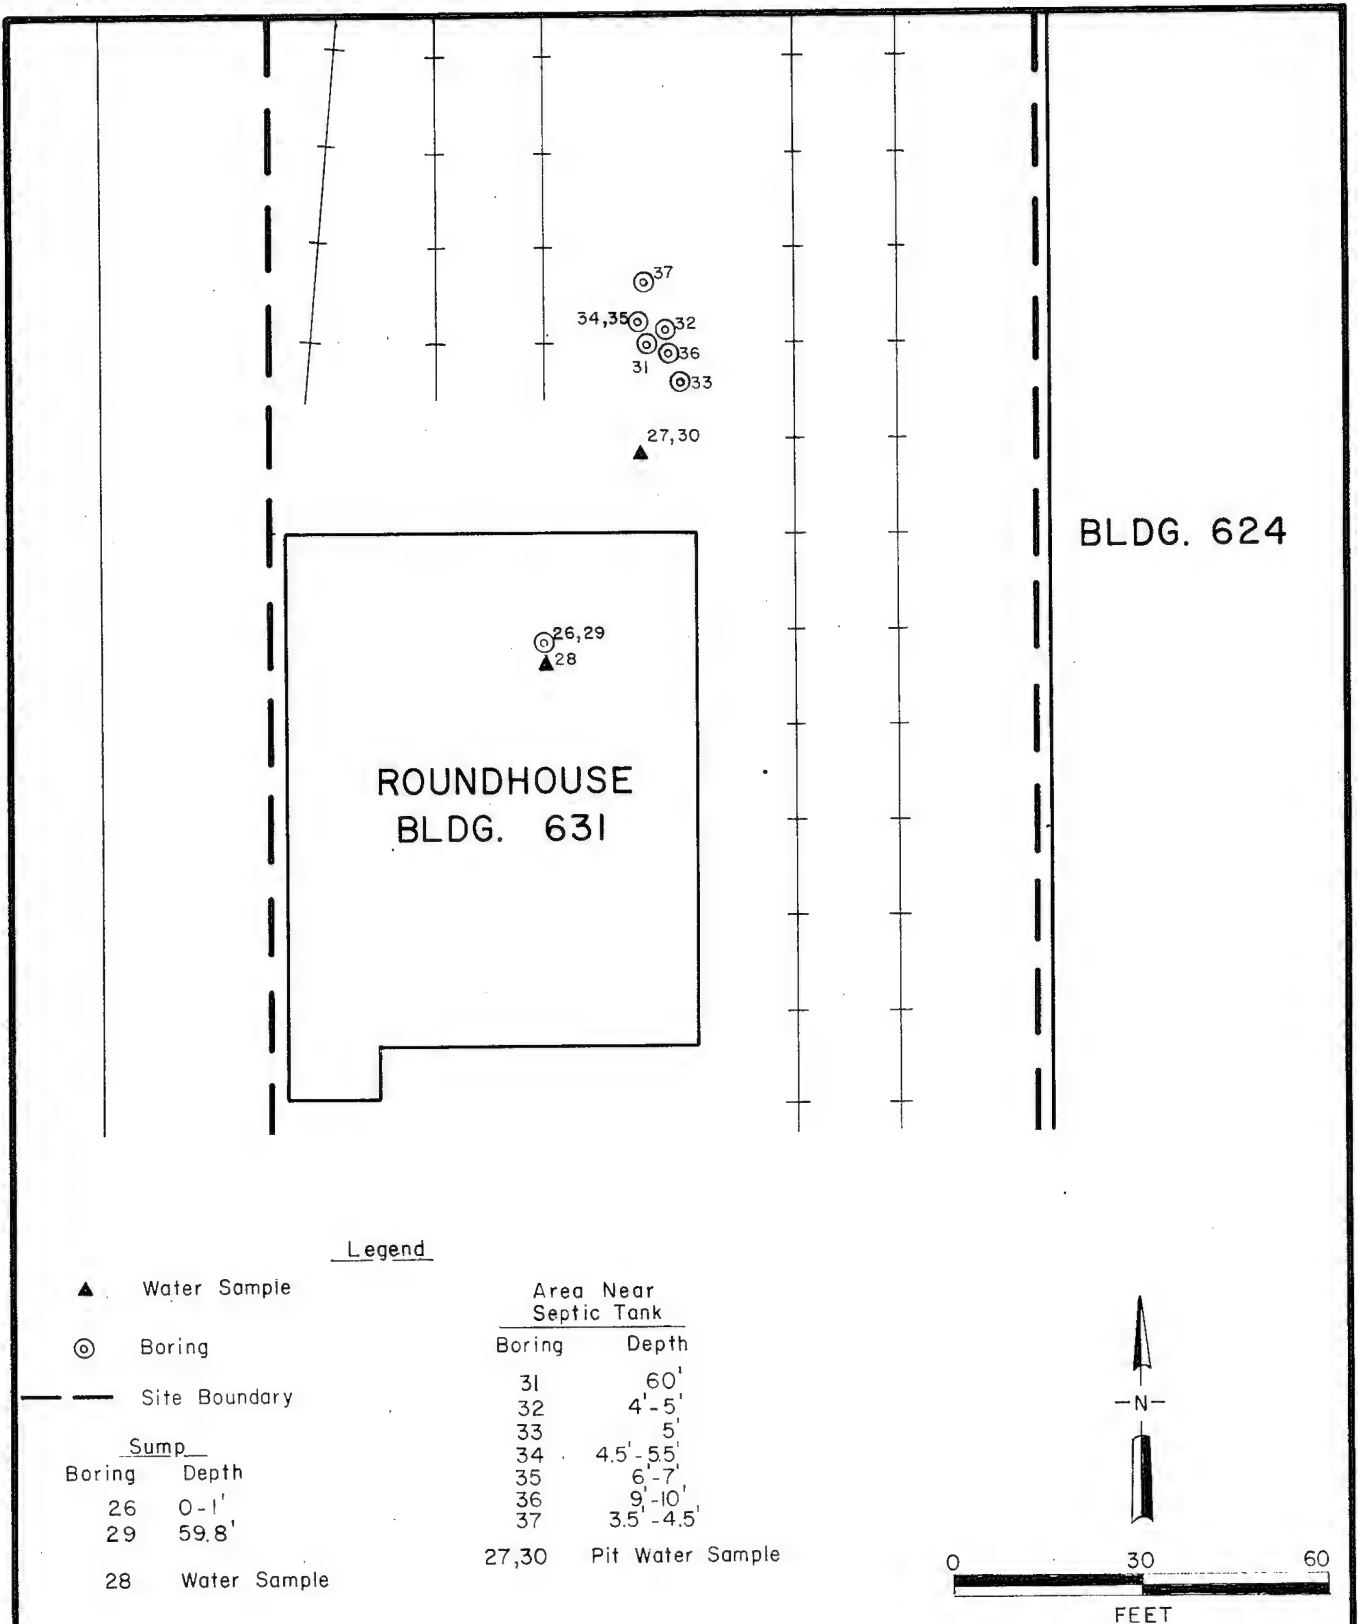 37
34,35
32
36
31
33
27,30
BLDG. 624
26,29
28
ROUNDHOUSE
BLDG. 631
Legend
Water Sample
Boring
Site Boundary
Sump
Boring Depth
26 0-1'
29 59.8'
28 Water Sample
Area Near
Septic Tank
Boring Depth
31 60'
32 4'-5'
33 5'
34 4.5'-5.5'
35 6'-7'
36 9'-10'
37 3.5'-4.5'
27,30 Pit Water Sample
-N-
0 30 60
FEET